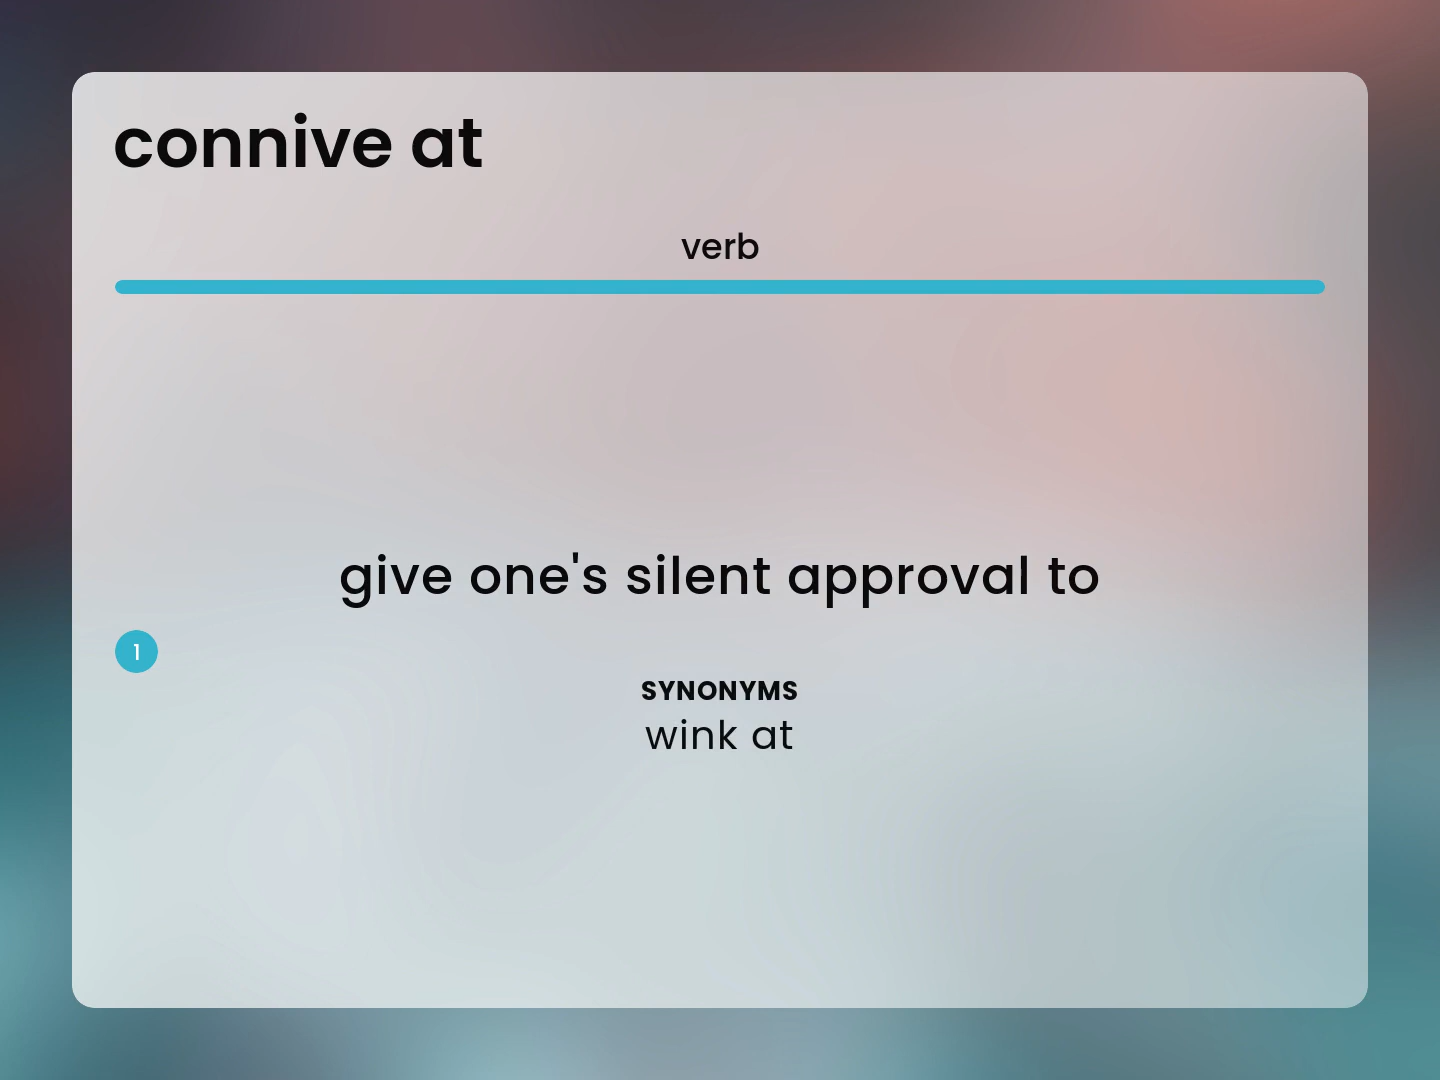 connive at
verb
give one's silent approval to
1
SYNONYMS
wink at